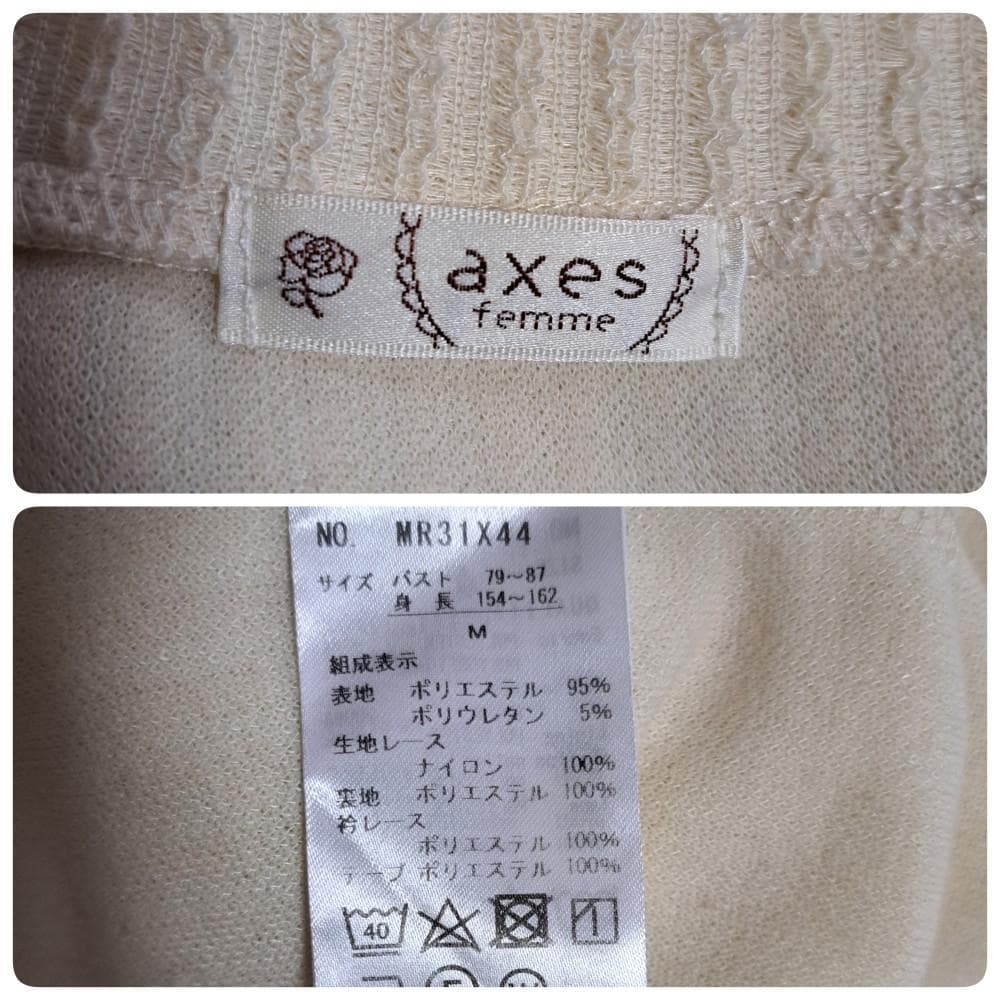 axes
femme
NO. MR31X44
サイズ バスト 79〜87
身 長 154〜162
M
組成表示
表地 ポリエステル 95%
ポリウレタン 5%
生地レース
ナイロン 100%
裏地 ポリエステル 100%
衿レース
ポリエステル 100%
テープ ポリエステル 100%
40